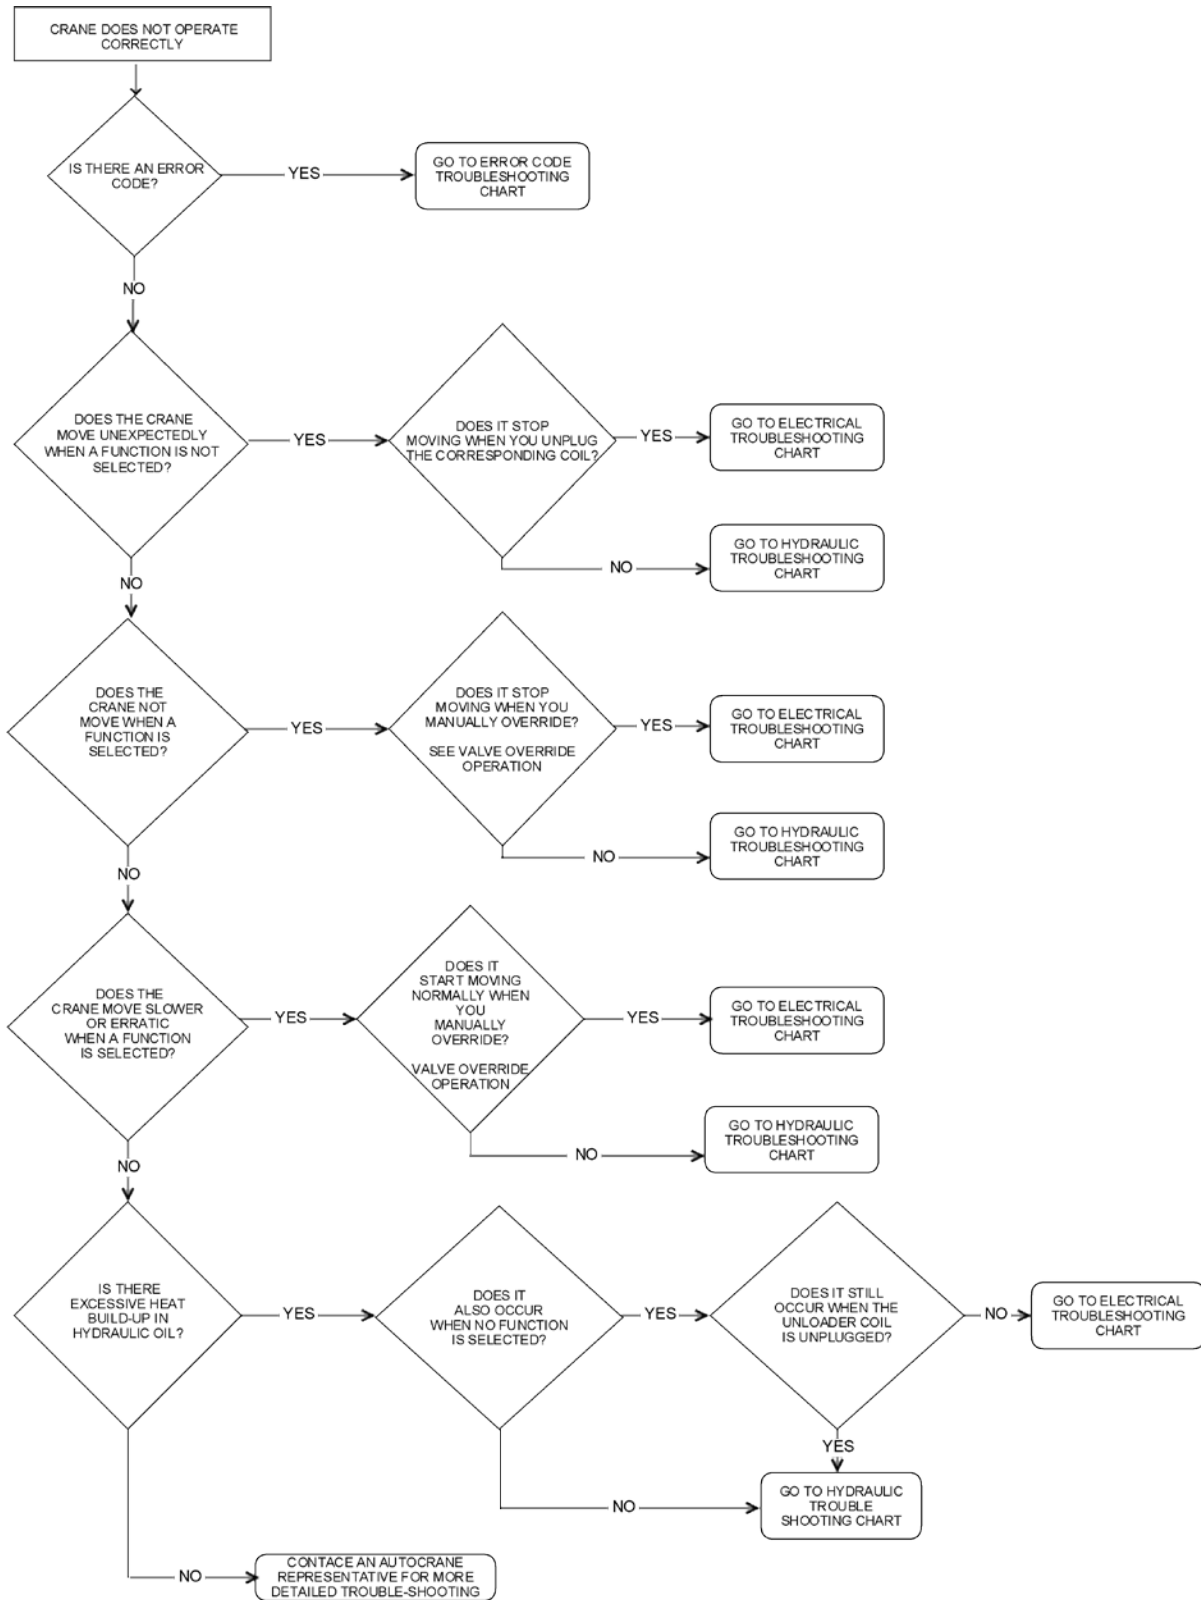 CRANE DOES NOT OPERATE
CORRECTLY
IS THERE AN ERROR
CODE?
YES
GO TO ERROR CODE
TROUBLESHOOTING
CHART
NO
DOES THE CRANE
MOVE UNEXPECTEDLY
WHEN A FUNCTION IS NOT
SELECTED?
YES
DOES IT STOP
MOVING WHEN YOU UNPLUG
THE CORRESPONDING COIL?
YES
GO TO ELECTRICAL
TROUBLESHOOTING
CHART
NO
GO TO HYDRAULIC
TROUBLESHOOTING
CHART
NO
DOES THE
CRANE NOT
MOVE WHEN A
FUNCTION IS
SELECTED?
YES
DOES IT STOP
MOVING WHEN YOU
MANUALLY OVERRIDE?
SEE VALVE OVERRIDE
OPERATION
YES
GO TO ELECTRICAL
TROUBLESHOOTING
CHART
NO
GO TO HYDRAULIC
TROUBLESHOOTING
CHART
NO
DOES THE
CRANE MOVE SLOWER
OR ERRATIC
WHEN A FUNCTION
IS SELECTED?
YES
DOES IT
START MOVING
NORMALLY WHEN
YOU
MANUALLY
OVERRIDE?
VALVE OVERRIDE
OPERATION
YES
GO TO ELECTRICAL
TROUBLESHOOTING
CHART
NO
GO TO HYDRAULIC
TROUBLESHOOTING
CHART
NO
IS THERE
EXCESSIVE HEAT
BUILD-UP IN
HYDRAULIC OIL?
YES
DOES IT
ALSO OCCUR
WHEN NO FUNCTION
IS SELECTED?
YES
DOES IT STILL
OCCUR WHEN THE
UNLOADER COIL
IS UNPLUGGED?
NO
GO TO ELECTRICAL
TROUBLESHOOTING
CHART
YES
NO
GO TO HYDRAULIC
TROUBLE
SHOOTING CHART
NO
CONTACE AN AUTOCRANE
REPRESENTATIVE FOR MORE
DETAILED TROUBLE-SHOOTING